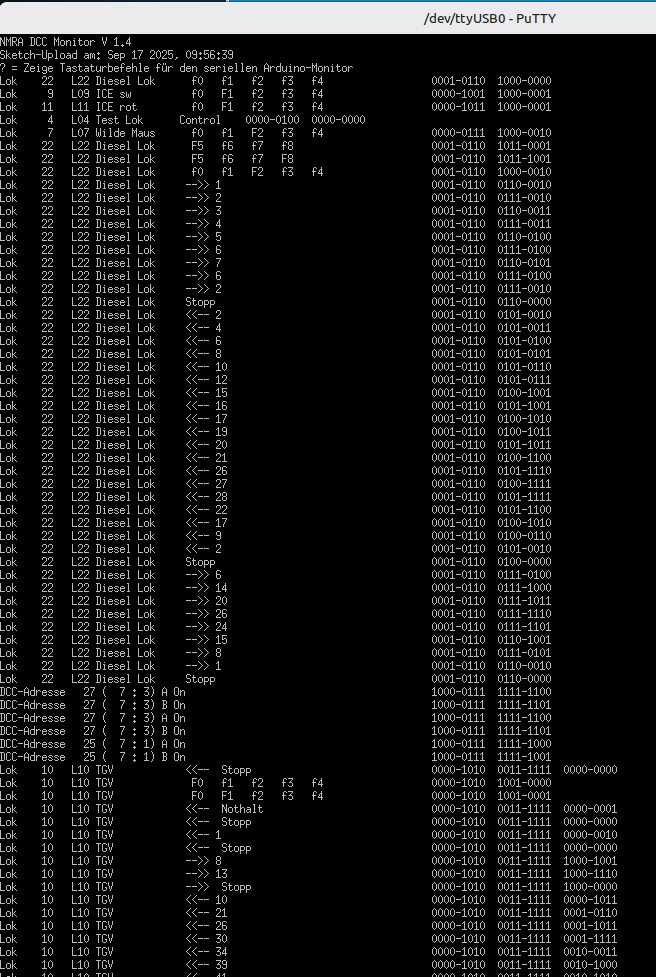 /dev/ttyUSB0 - PuTTY
NMRA DCC Monitor V 1.4
Sketch-Upload am: Sep 17 2025, 09:56:39
? = Zeige Tastaturbefehle für den seriellen Arduino-Monitor
Lok 22 L22 Diesel Lok f0 f1 f2 f3 f4 0001-0110 1000-0000
Lok 9 L09 ICE sw f0 F1 f2 f3 f4 0000-1001 1000-0001
Lok 11 L11 ICE rot f0 F1 f2 f3 f4 0000-1011 1000-0001
Lok 4 L04 Test Lok Control 0000-0100 0000-0000
Lok 7 L07 Wilde Maus f0 f1 F2 f3 f4 0000-0111 1000-0010
Lok 22 L22 Diesel Lok F5 f6 f7 f8 0001-0110 1011-0001
Lok 22 L22 Diesel Lok F5 f6 f7 F8 0001-0110 1011-1001
Lok 22 L22 Diesel Lok f0 f1 F2 f3 f4 0001-0110 1000-0010
Lok 22 L22 Diesel Lok -->> 1 0001-0110 0110-0010
Lok 22 L22 Diesel Lok -->> 2 0001-0110 0111-0010
Lok 22 L22 Diesel Lok -->> 3 0001-0110 0110-0011
Lok 22 L22 Diesel Lok -->> 4 0001-0110 0111-0011
Lok 22 L22 Diesel Lok -->> 5 0001-0110 0110-0100
Lok 22 L22 Diesel Lok -->> 6 0001-0110 0111-0100
Lok 22 L22 Diesel Lok -->> 7 0001-0110 0110-0101
Lok 22 L22 Diesel Lok -->> 6 0001-0110 0111-0100
Lok 22 L22 Diesel Lok -->> 2 0001-0110 0111-0010
Lok 22 L22 Diesel Lok Stopp 0001-0110 0110-0000
Lok 22 L22 Diesel Lok <<-- 2 0001-0110 0101-0010
Lok 22 L22 Diesel Lok <<-- 4 0001-0110 0101-0011
Lok 22 L22 Diesel Lok <<-- 6 0001-0110 0101-0100
Lok 22 L22 Diesel Lok <<-- 8 0001-0110 0101-0101
Lok 22 L22 Diesel Lok <<-- 10 0001-0110 0101-0110
Lok 22 L22 Diesel Lok <<-- 12 0001-0110 0101-0111
Lok 22 L22 Diesel Lok <<-- 15 0001-0110 0100-1001
Lok 22 L22 Diesel Lok <<-- 16 0001-0110 0101-1001
Lok 22 L22 Diesel Lok <<-- 17 0001-0110 0100-1010
Lok 22 L22 Diesel Lok <<-- 19 0001-0110 0100-1011
Lok 22 L22 Diesel Lok <<-- 20 0001-0110 0101-1011
Lok 22 L22 Diesel Lok <<-- 21 0001-0110 0100-1100
Lok 22 L22 Diesel Lok <<-- 26 0001-0110 0101-1110
Lok 22 L22 Diesel Lok <<-- 27 0001-0110 0100-1111
Lok 22 L22 Diesel Lok <<-- 28 0001-0110 0101-1111
Lok 22 L22 Diesel Lok <<-- 22 0001-0110 0101-1100
Lok 22 L22 Diesel Lok <<-- 17 0001-0110 0100-1010
Lok 22 L22 Diesel Lok <<-- 9 0001-0110 0100-0110
Lok 22 L22 Diesel Lok <<-- 2 0001-0110 0101-0010
Lok 22 L22 Diesel Lok Stopp 0001-0110 0100-0000
Lok 22 L22 Diesel Lok -->> 6 0001-0110 0111-0100
Lok 22 L22 Diesel Lok -->> 14 0001-0110 0111-1000
Lok 22 L22 Diesel Lok -->> 20 0001-0110 0111-1011
Lok 22 L22 Diesel Lok -->> 26 0001-0110 0111-1110
Lok 22 L22 Diesel Lok -->> 24 0001-0110 0111-1101
Lok 22 L22 Diesel Lok -->> 15 0001-0110 0110-1001
Lok 22 L22 Diesel Lok -->> 8 0001-0110 0111-0101
Lok 22 L22 Diesel Lok -->> 1 0001-0110 0110-0010
Lok 22 L22 Diesel Lok Stopp 0001-0110 0110-0000
DCC-Adresse 27 ( 7 : 3) A On 1000-0111 1111-1100
DCC-Adresse 27 ( 7 : 3) B On 1000-0111 1111-1101
DCC-Adresse 27 ( 7 : 3) A On 1000-0111 1111-1100
DCC-Adresse 27 ( 7 : 3) B On 1000-0111 1111-1101
DCC-Adresse 25 ( 7 : 1) A On 1000-0111 1111-1000
DCC-Adresse 25 ( 7 : 1) B On 1000-0111 1111-1001
Lok 10 L10 TGV <<-- Stopp 0000-1010 0011-1111 0000-0000
Lok 10 L10 TGV F0 f1 f2 f3 f4 0000-1010 1001-0000
Lok 10 L10 TGV F0 F1 f2 f3 f4 0000-1010 1001-0001
Lok 10 L10 TGV <<-- Nothalt 0000-1010 0011-1111 0000-0001
Lok 10 L10 TGV <<-- Stopp 0000-1010 0011-1111 0000-0000
Lok 10 L10 TGV <<-- 1 0000-1010 0011-1111 0000-0010
Lok 10 L10 TGV <<-- Stopp 0000-1010 0011-1111 0000-0000
Lok 10 L10 TGV -->> 8 0000-1010 0011-1111 1000-1001
Lok 10 L10 TGV -->> 13 0000-1010 0011-1111 1000-1110
Lok 10 L10 TGV -->> Stopp 0000-1010 0011-1111 1000-0000
Lok 10 L10 TGV <<-- 10 0000-1010 0011-1111 0000-1011
Lok 10 L10 TGV <<-- 21 0000-1010 0011-1111 0001-0110
Lok 10 L10 TGV <<-- 26 0000-1010 0011-1111 0001-1011
Lok 10 L10 TGV <<-- 30 0000-1010 0011-1111 0001-1111
Lok 10 L10 TGV <<-- 34 0000-1010 0011-1111 0010-0011
Lok 10 L10 TGV <<-- 39 0000-1010 0011-1111 0010-1000